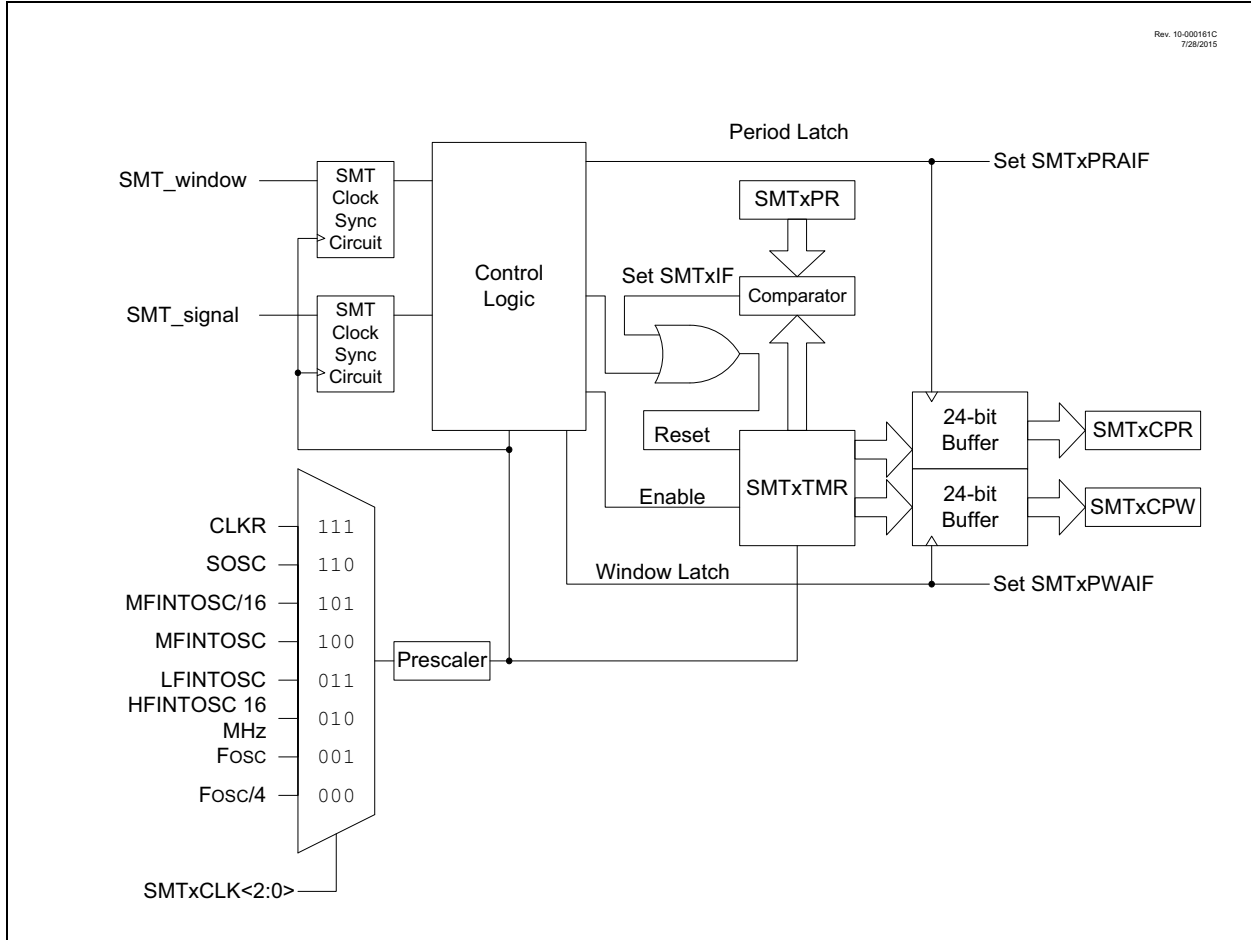 Rev. 10-000161C
7/28/2015
Period Latch
Set SMTxPRAIF
SMT_window
SMT
Clock
Sync
Circuit
SMTxPR
Control
Logic
Set SMTxIF
Comparator
SMT_signal
SMT
Clock
Sync
Circuit
24-bit
Buffer
SMTxCPR
Reset
SMTxTMR
Enable
24-bit
Buffer
SMTxCPW
Window Latch
Set SMTxPWAIF
CLKR 111
SOSC 110
MFINTOSC/16 101
MFINTOSC 100
Prescaler
LFINTOSC 011
HFINTOSC 16
MHz
010
FOSC 001
FOSC/4 000
SMTxCLK<2:0>